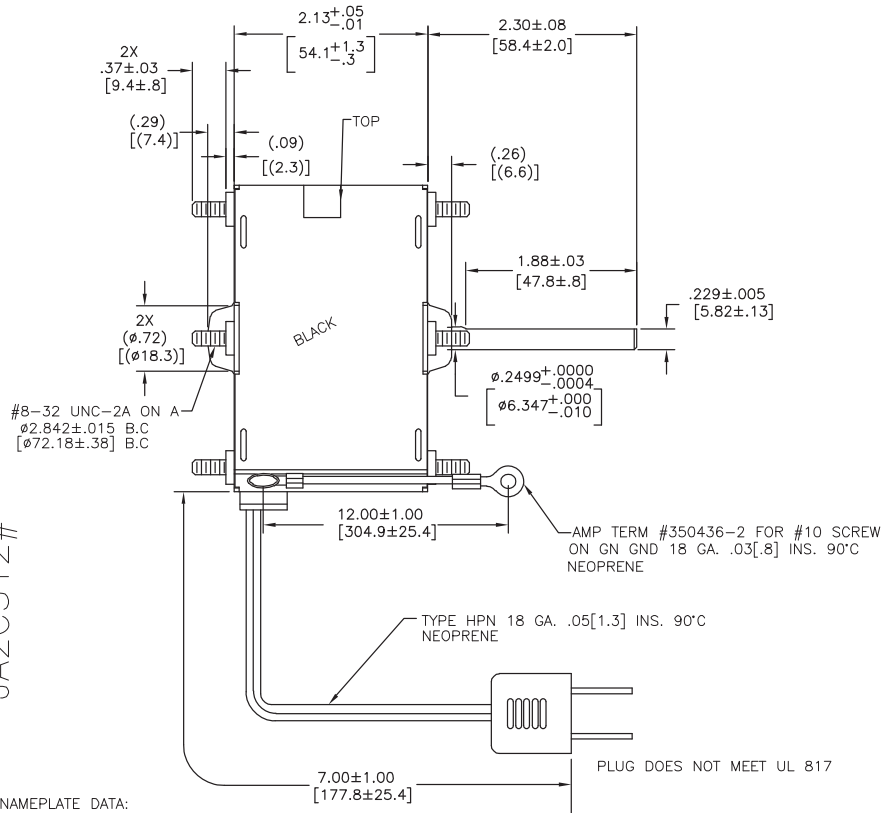 2.13+.05
-.01
[54.1+1.3
-.3]
2.30±.08
[58.4±2.0]
2X
.37±.03
[9.4±.8]
(.29)
[(7.4)]
(.09)
[(2.3)]
TOP
(.26)
[(6.6)]
1.88±.03
[47.8±.8]
.229±.005
[5.82±.13]
2X
(ø.72)
[(ø18.3)]
BLACK
ø.2499+.0000
-.0004
[ø6.347+.000
-.010]
#8-32 UNC-2A ON A
ø2.842±.015 B.C
[ø72.18±.38] B.C
12.00±1.00
[304.9±25.4]
AMP TERM #350436-2 FOR #10 SCREW
ON GN GND 18 GA. .03[.8] INS. 90°C
NEOPRENE
TYPE HPN 18 GA. .05[1.3] INS. 90°C
NEOPRENE
PLUG DOES NOT MEET UL 817
7.00±1.00
[177.8±25.4]
NAMEPLATE DATA: